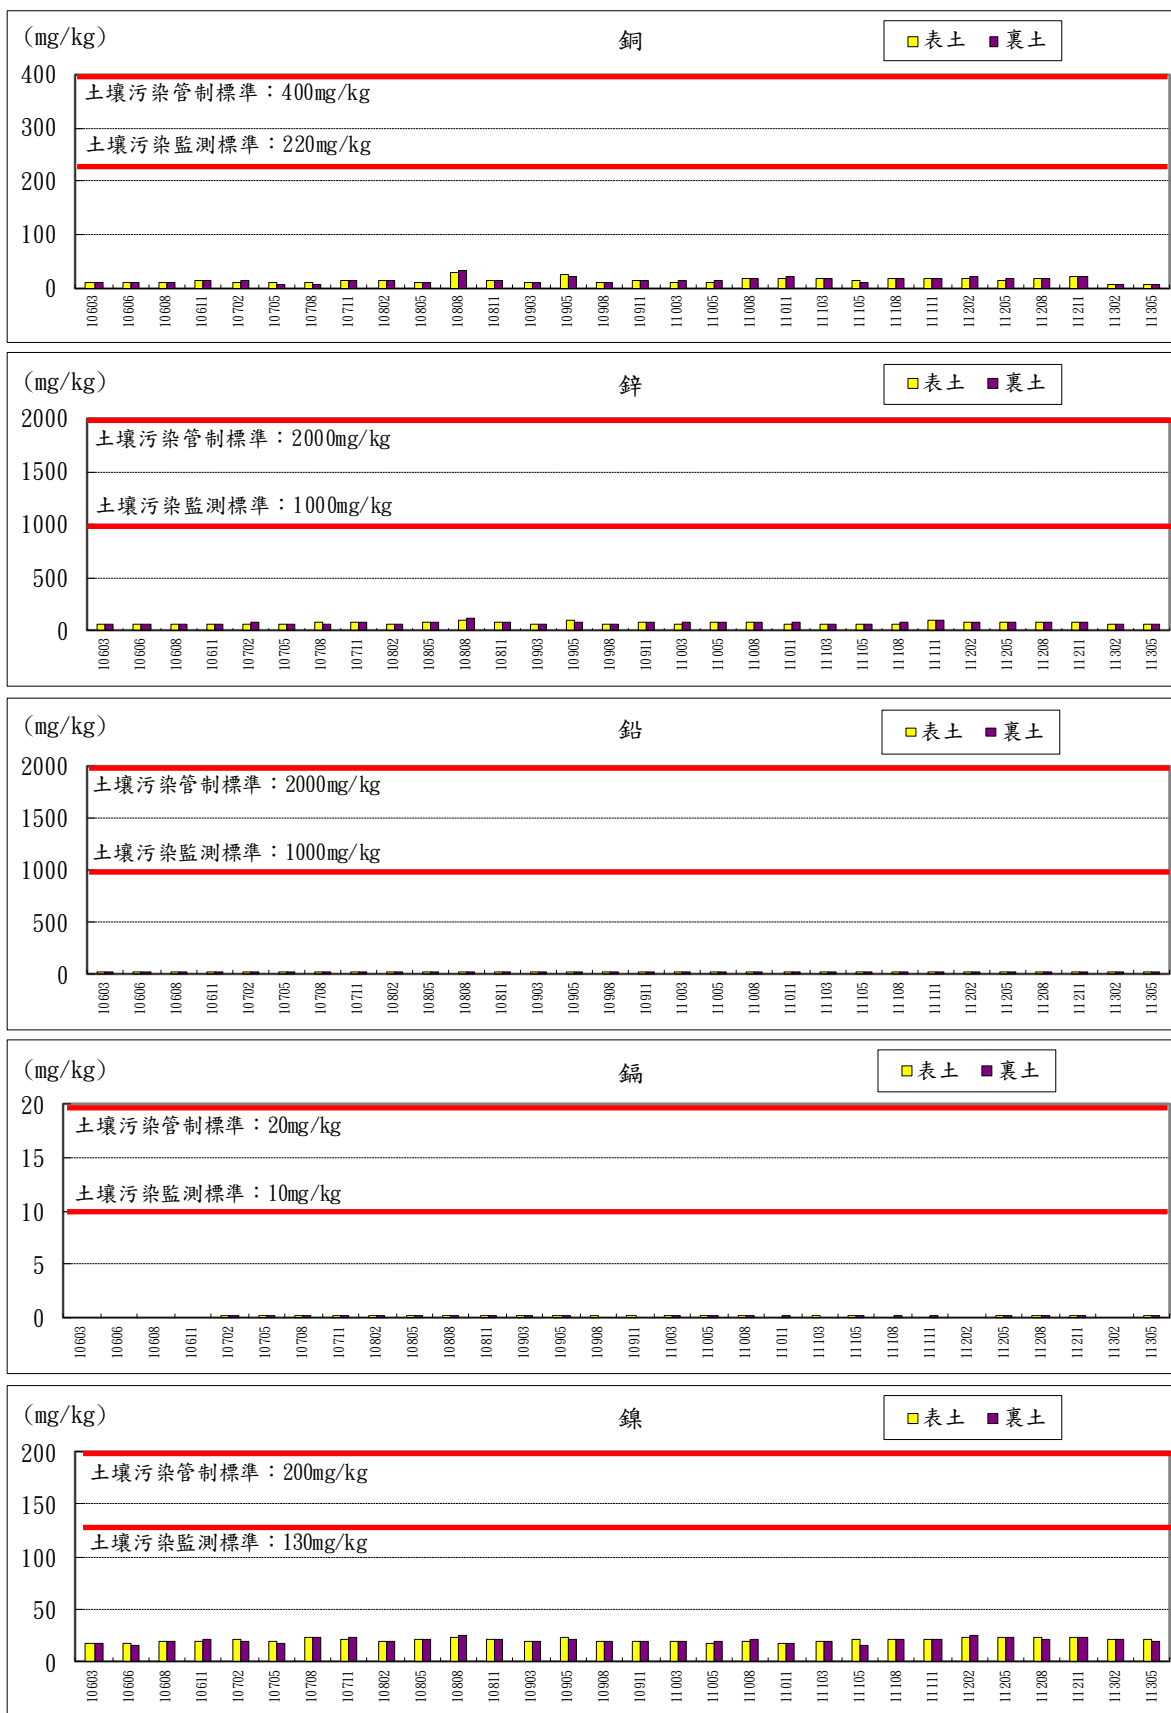 (mg/kg) 銅 表土 裏土
400
土壤污染管制標準：400mg/kg
300
土壤污染監測標準：220mg/kg
200
100
0
10603 10606 10608 10611 10702 10705 10708 10711 10802 10805 10808 10811 10903 10905 10908 10911 11003 11005 11008 11011 11103 11105 11108 11111 11202 11205 11208 11211 11302 11305
(mg/kg) 鋅 表土 裏土
2000
土壤污染管制標準：2000mg/kg
1500
土壤污染監測標準：1000mg/kg
1000
500
0
10603 10606 10608 10611 10702 10705 10708 10711 10802 10805 10808 10811 10903 10905 10908 10911 11003 11005 11008 11011 11103 11105 11108 11111 11202 11205 11208 11211 11302 11305
(mg/kg) 鉛 表土 裏土
2000
土壤污染管制標準：2000mg/kg
1500
土壤污染監測標準：1000mg/kg
1000
500
0
10603 10606 10608 10611 10702 10705 10708 10711 10802 10805 10808 10811 10903 10905 10908 10911 11003 11005 11008 11011 11103 11105 11108 11111 11202 11205 11208 11211 11302 11305
(mg/kg) 鎘 表土 裏土
20
土壤污染管制標準：20mg/kg
15
土壤污染監測標準：10mg/kg
10
5
0
10603 10606 10608 10611 10702 10705 10708 10711 10802 10805 10808 10811 10903 10905 10908 10911 11003 11005 11008 11011 11103 11105 11108 11111 11202 11205 11208 11211 11302 11305
(mg/kg) 鎳 表土 裏土
200
土壤污染管制標準：200mg/kg
150
土壤污染監測標準：130mg/kg
100
50
0
10603 10606 10608 10611 10702 10705 10708 10711 10802 10805 10808 10811 10903 10905 10908 10911 11003 11005 11008 11011 11103 11105 11108 11111 11202 11205 11208 11211 11302 11305